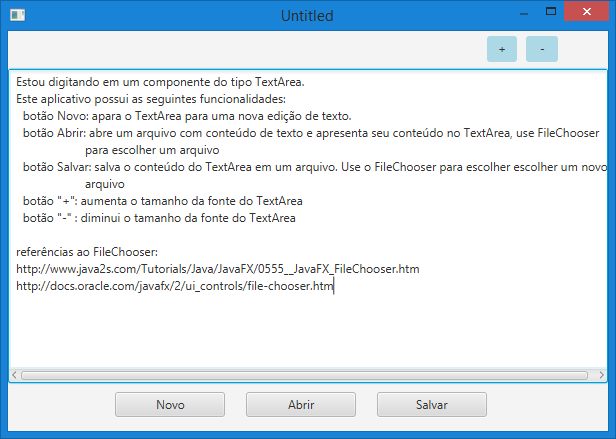 Untitled
+ -
Estou digitando em um componente do tipo TextArea.
Este aplicativo possui as seguintes funcionalidades:
botão Novo: apara o TextArea para uma nova edição de texto.
botão Abrir: abre um arquivo com conteúdo de texto e apresenta seu conteúdo no TextArea, use FileChooser
para escolher um arquivo
botão Salvar: salva o conteúdo do TextArea em um arquivo. Use o FileChooser para escolher escolher um novo
arquivo
botão "+": aumenta o tamanho da fonte do TextArea
botão "-" : diminui o tamanho da fonte do TextArea
referências ao FileChooser:
http://www.java2s.com/Tutorials/Java/JavaFX/0555__JavaFX_FileChooser.htm
http://docs.oracle.com/javafx/2/ui_controls/file-chooser.htm
Novo Abrir Salvar